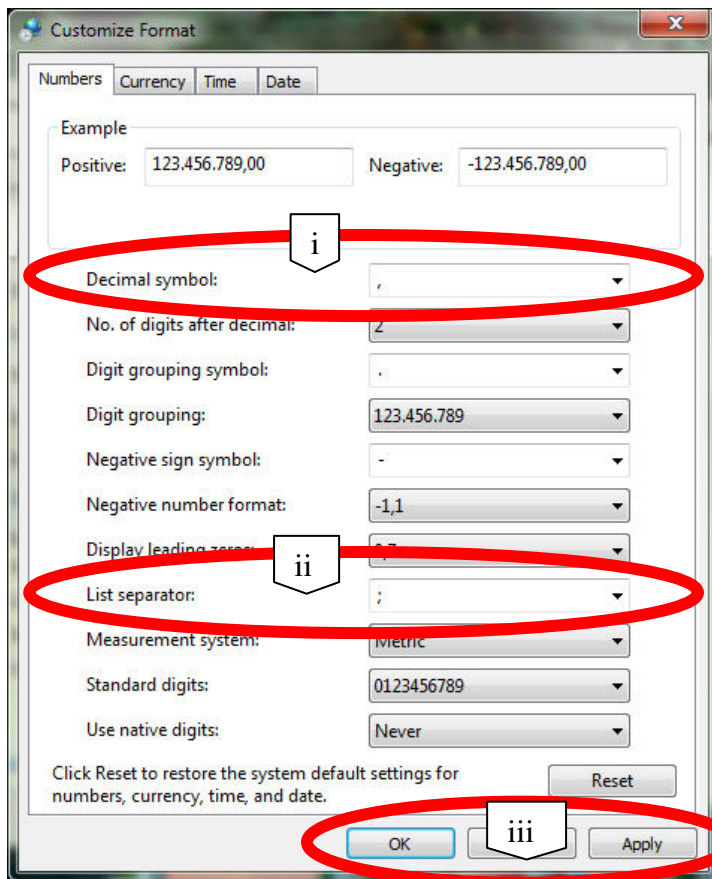 Customize Format
Numbers Currency Time Date
Example
Positive: 123.456.789,00 Negative: -123.456.789,00
i
Decimal symbol: ,
No. of digits after decimal: 2
Digit grouping symbol: .
Digit grouping: 123.456.789
Negative sign symbol: -
Negative number format: -1,1
Display leading zeros:
ii
List separator: ;
Measurement system: Metric
Standard digits: 0123456789
Use native digits: Never
Click Reset to restore the system default settings for
numbers, currency, time, and date.
Reset
OK iii Apply